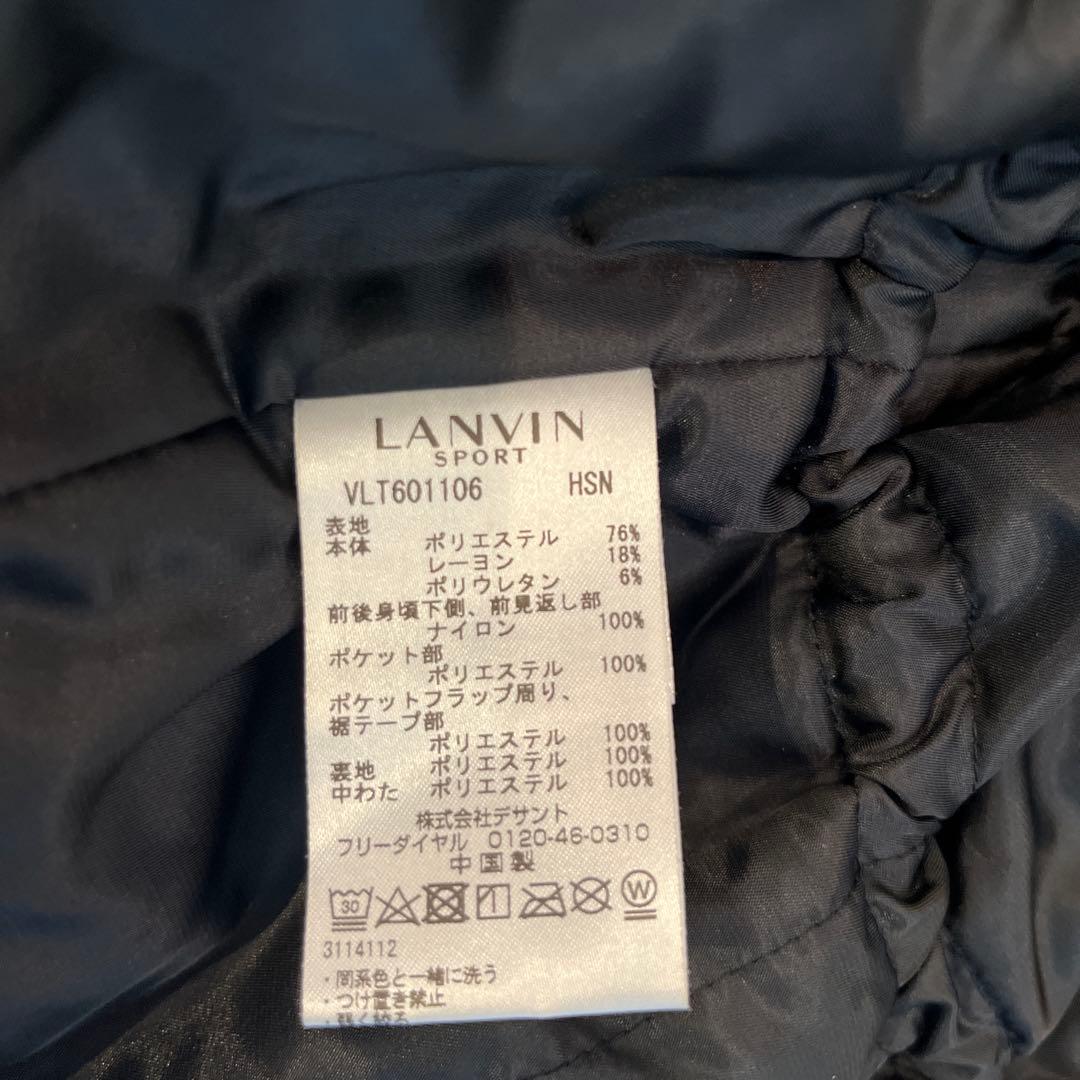 LANVIN
SPORT
VLT601106 HSN
表地
本体 ポリエステル 76%
レーヨン 18%
ポリウレタン 6%
前後身頃下側、前見返し部
ナイロン 100%
ポケット部
ポリエステル 100%
ポケットフラップ周り、
裾テープ部
ポリエステル 100%
裏地 ポリエステル 100%
中わた ポリエステル 100%
株式会社デサント
フリーダイヤル 0120-46-0310
中国製
30
W
3114112
・同系色と一緒に洗う
・つけ置き禁止
・弱く絞る